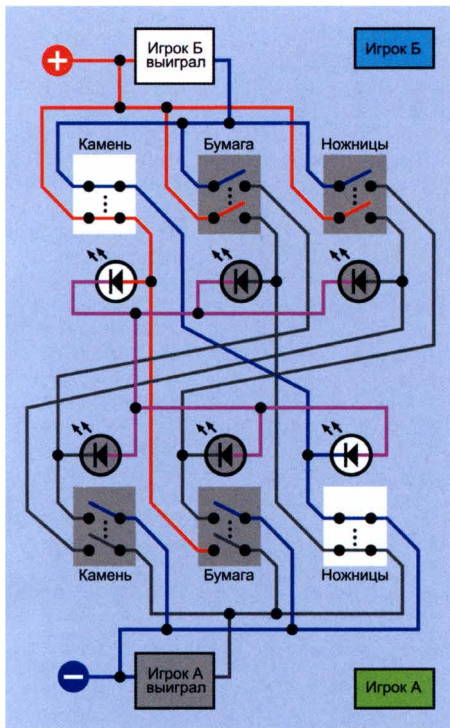 +
Игрок Б
выиграл
Игрок Б
Камень
Бумага
Ножницы
Камень
Бумага
Ножницы
−
Игрок А
выиграл
Игрок А